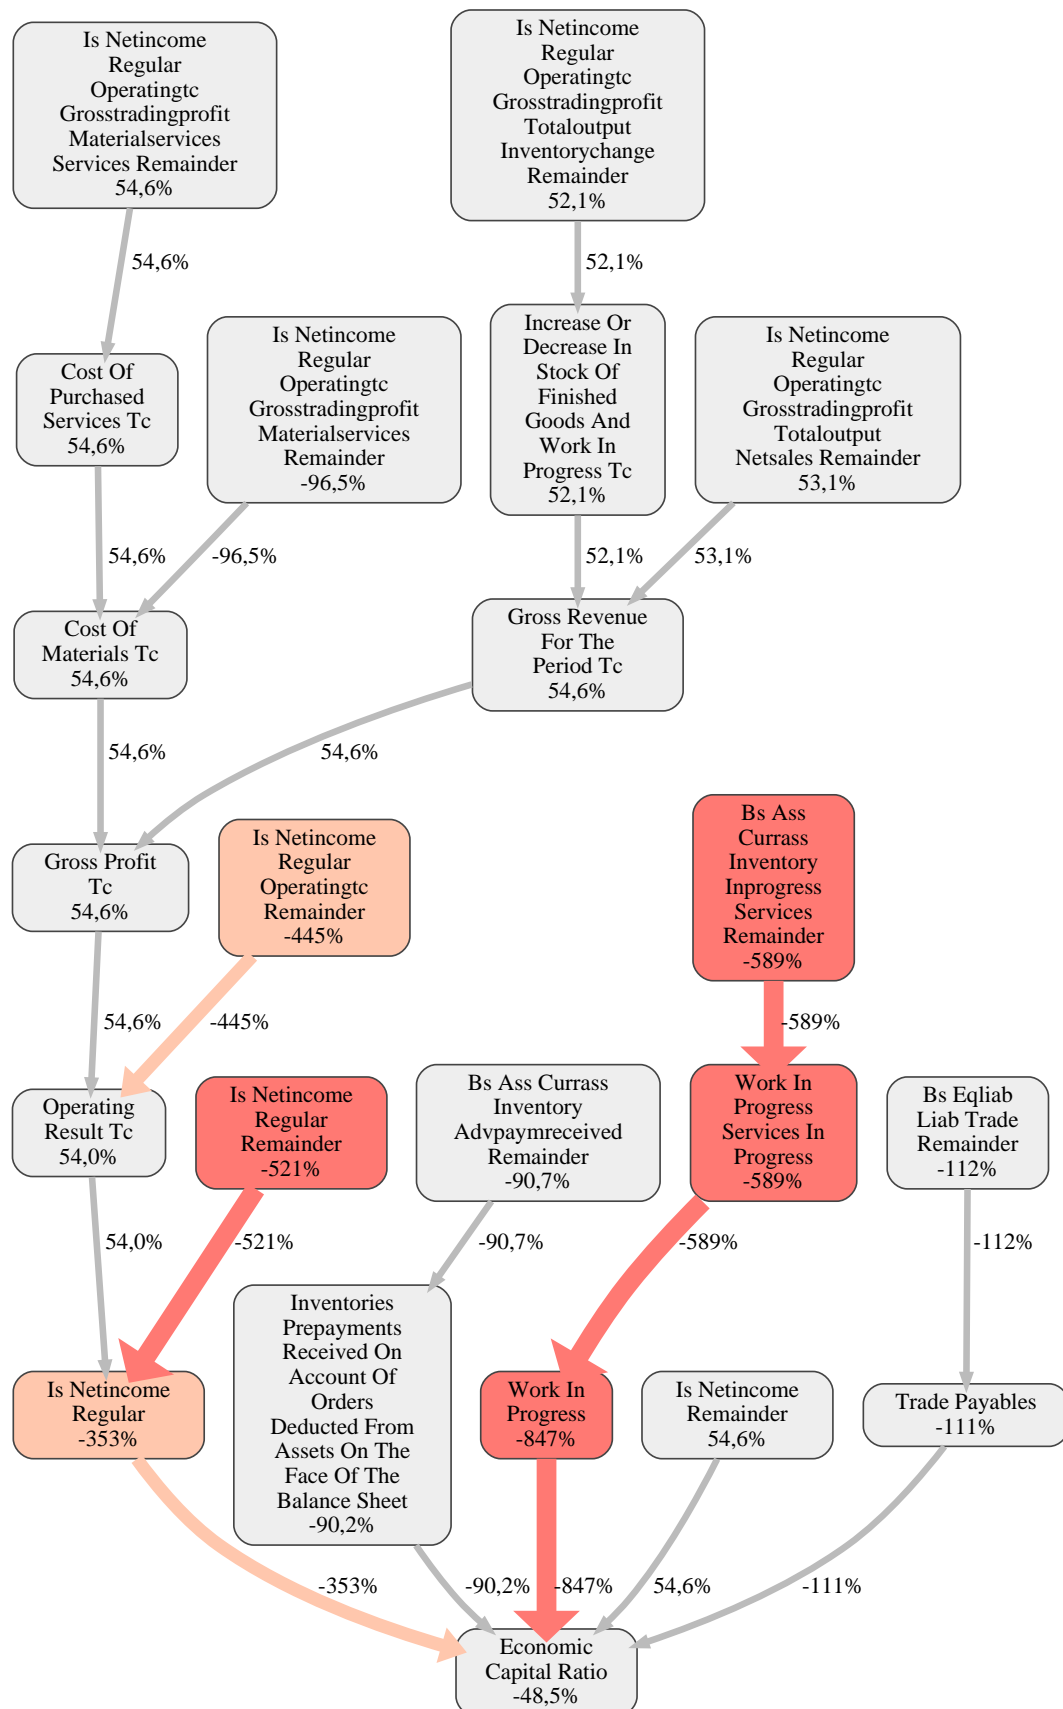 Is Netincome
Regular
Operatingtc
Grosstradingprofit
Materialservices
Services Remainder
54,6%
Is Netincome
Regular
Operatingtc
Grosstradingprofit
Totaloutput
Inventorychange
Remainder
52,1%
54,6%
52,1%
Cost Of
Purchased
Services Tc
54,6%
Is Netincome
Regular
Operatingtc
Grosstradingprofit
Materialservices
Remainder
-96,5%
Increase Or
Decrease In
Stock Of
Finished
Goods And
Work In
Progress Tc
52,1%
Is Netincome
Regular
Operatingtc
Grosstradingprofit
Totaloutput
Netsales Remainder
53,1%
54,6%
-96,5%
52,1%
53,1%
Cost Of
Materials Tc
54,6%
Gross Revenue
For The
Period Tc
54,6%
54,6%
54,6%
Gross Profit
Tc
54,6%
Is Netincome
Regular
Operatingtc
Remainder
-445%
Bs Ass
Currass
Inventory
Inprogress
Services
Remainder
-589%
54,6%
-445%
-589%
Operating
Result Tc
54,0%
Is Netincome
Regular
Remainder
-521%
Bs Ass Currass
Inventory
Advpaymreceived
Remainder
-90,7%
Work In
Progress
Services In
Progress
-589%
Bs Eqliab
Liab Trade
Remainder
-112%
54,0%
-521%
-90,7%
-589%
-112%
Is Netincome
Regular
-353%
Inventories
Prepayments
Received On
Account Of
Orders
Deducted From
Assets On The
Face Of The
Balance Sheet
-90,2%
Work In
Progress
-847%
Is Netincome
Remainder
54,6%
Trade Payables
-111%
-353%
-90,2%
-847%
54,6%
-111%
Economic
Capital Ratio
-48,5%